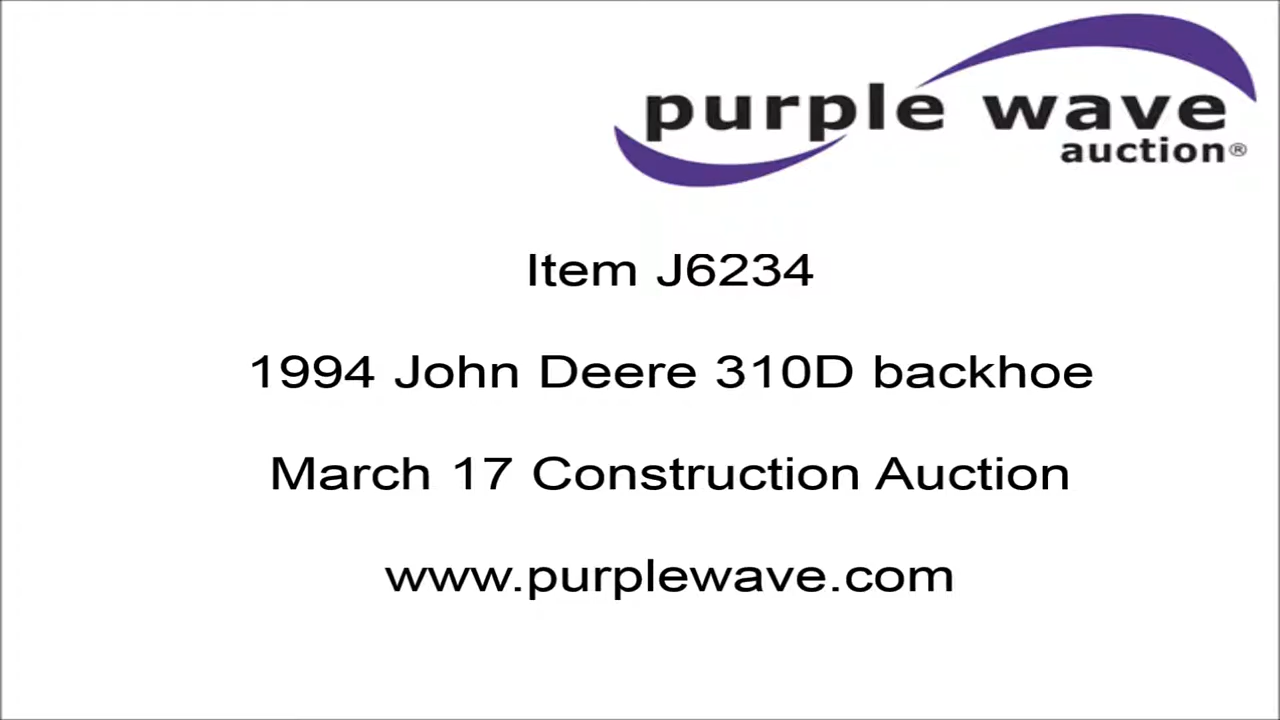 purple wave
auction®
Item J6234
1994 John Deere 310D backhoe
March 17 Construction Auction
www.purplewave.com